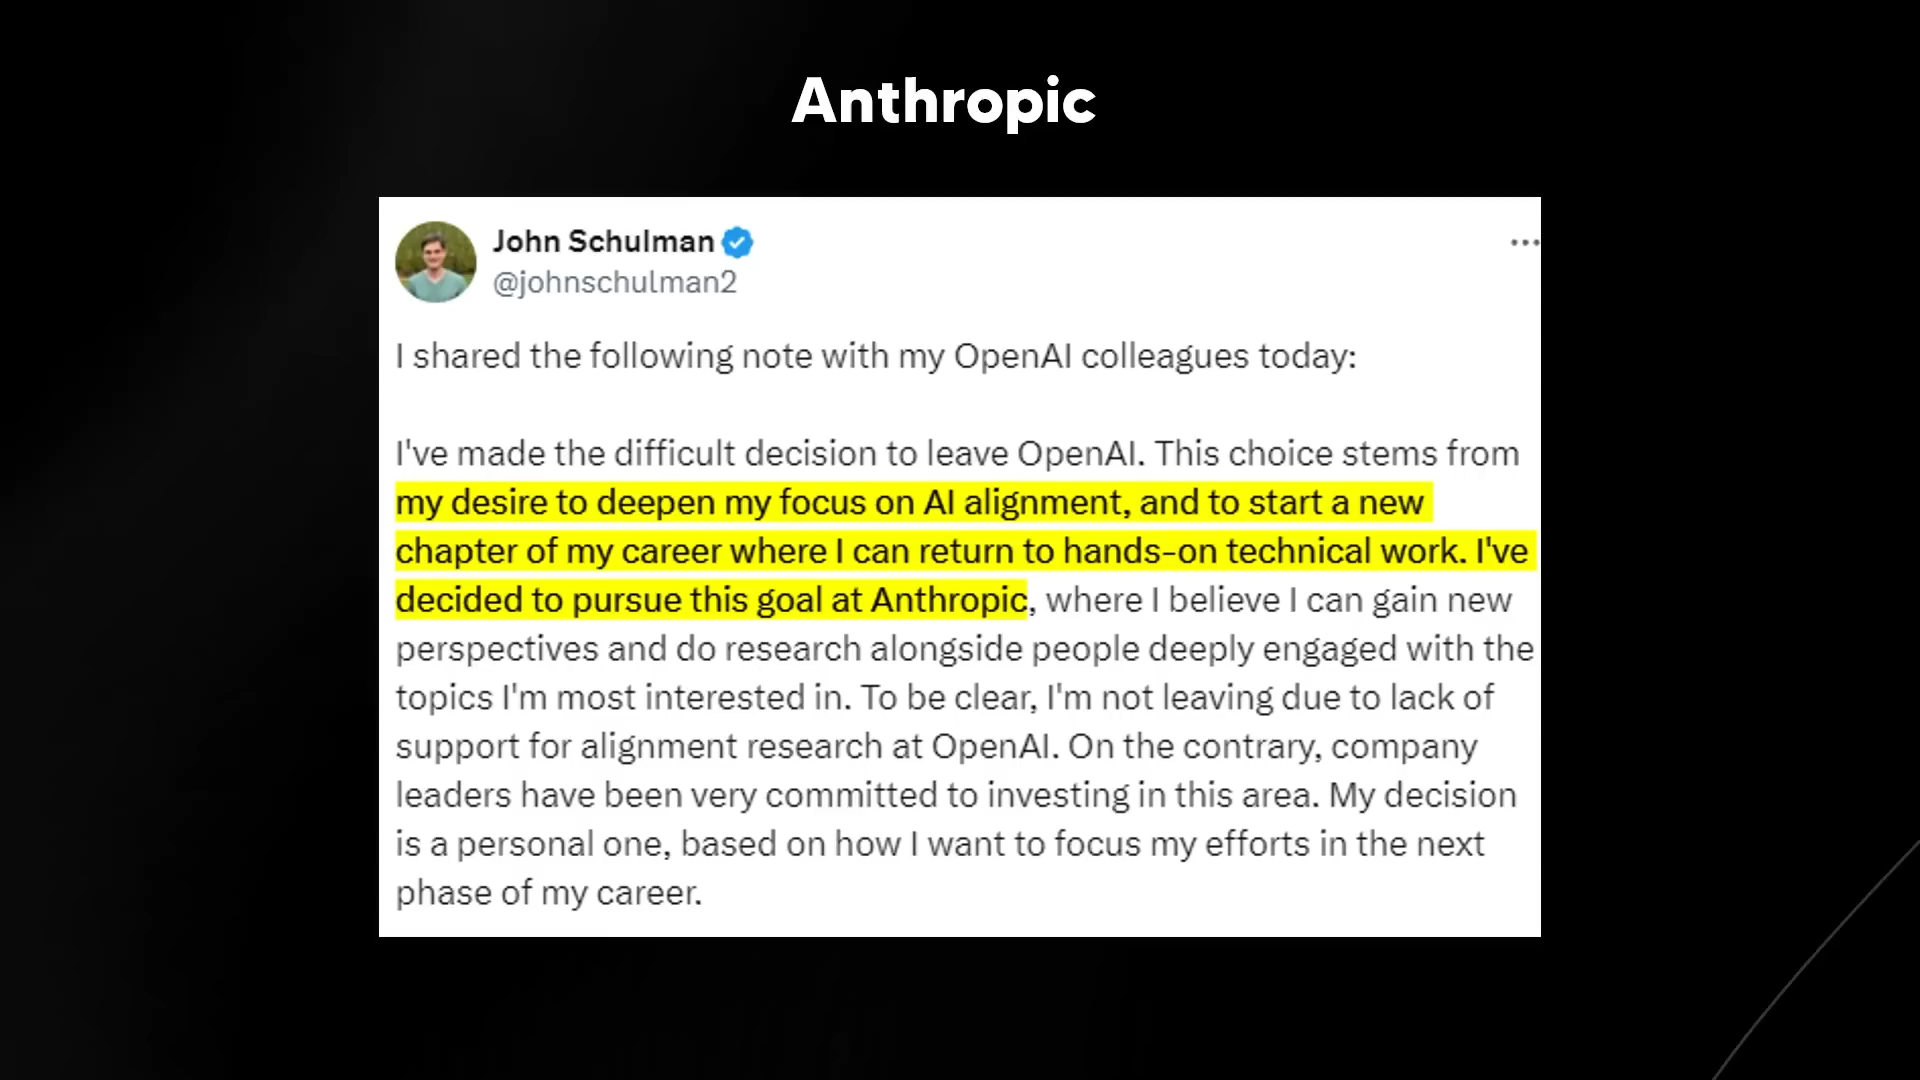 Anthropic
John Schulman
@johnschulman2
I shared the following note with my OpenAI colleagues today:
I've made the difficult decision to leave OpenAI. This choice stems from
my desire to deepen my focus on AI alignment, and to start a new
chapter of my career where I can return to hands-on technical work. I've
decided to pursue this goal at Anthropic, where I believe I can gain new
perspectives and do research alongside people deeply engaged with the
topics I'm most interested in. To be clear, I'm not leaving due to lack of
support for alignment research at OpenAI. On the contrary, company
leaders have been very committed to investing in this area. My decision
is a personal one, based on how I want to focus my efforts in the next
phase of my career.